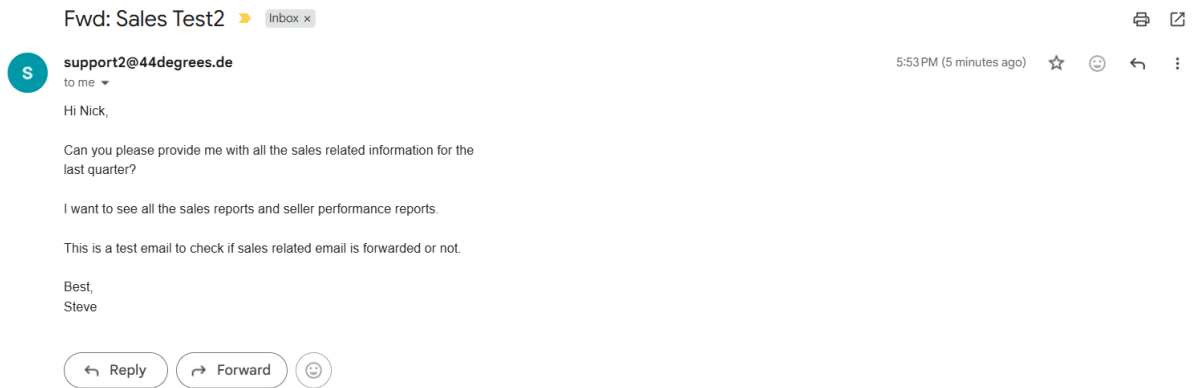 Fwd: Sales Test2
Inbox ×
S
support2@44degrees.de
5:53 PM (5 minutes ago)
to me
Hi Nick,
Can you please provide me with all the sales related information for the
last quarter?
I want to see all the sales reports and seller performance reports.
This is a test email to check if sales related email is forwarded or not.
Best,
Steve
Reply
Forward